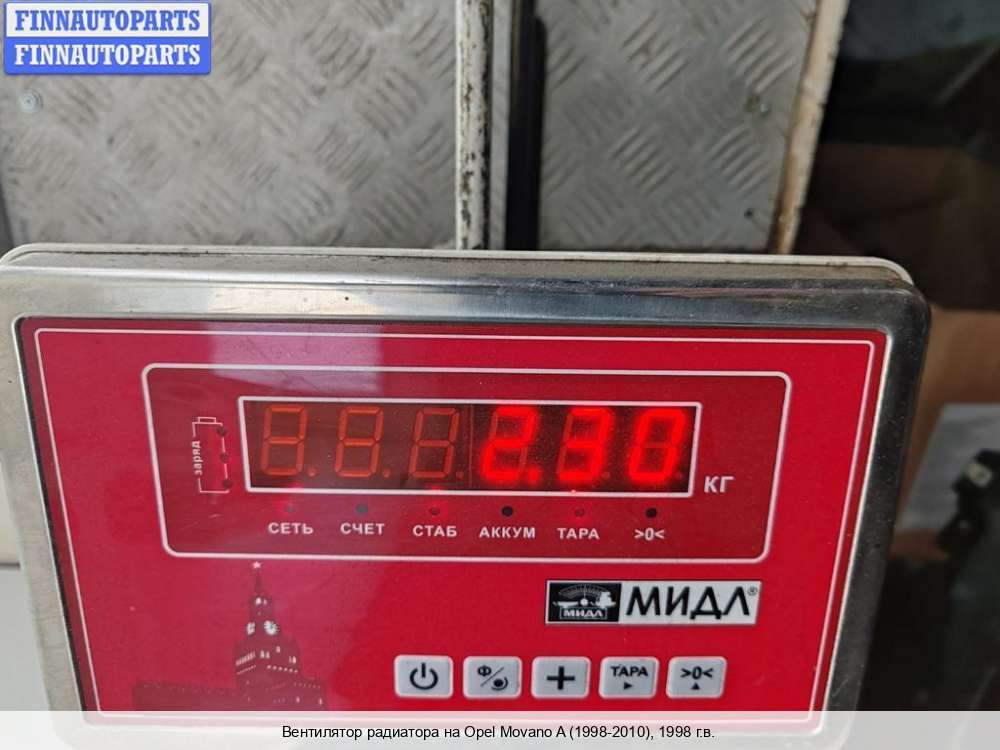 FINNAUTOPARTS
FINNAUTOPARTS
заряд
2.30
КГ
СЕТЬ СЧЕТ СТАБ АККУМ ТАРА >0<
МИДЛ МИДЛ®
Ф + ТАРА >0<
Вентилятор радиатора на Opel Movano A (1998-2010), 1998 г.в.